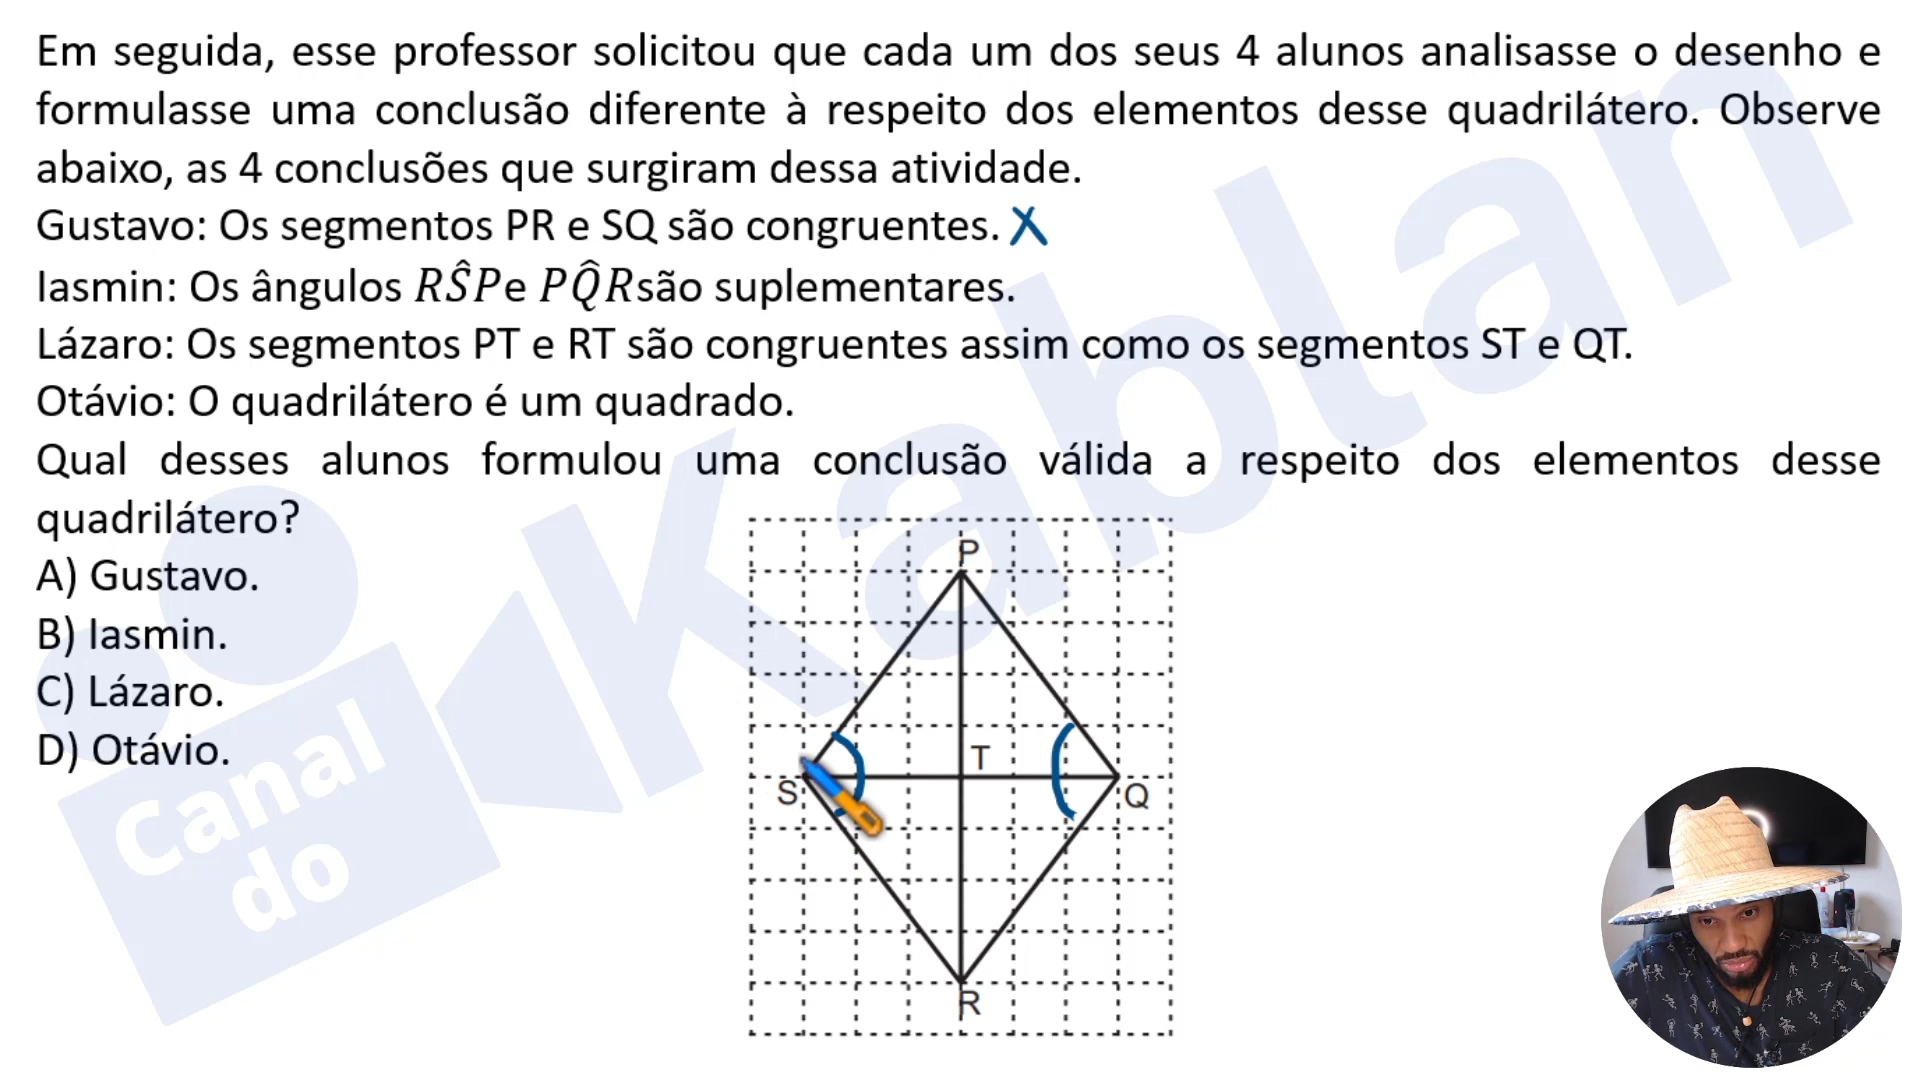 Em seguida, esse professor solicitou que cada um dos seus 4 alunos analisasse o desenho e
formulasse uma conclusão diferente à respeito dos elementos desse quadrilátero. Observe
abaixo, as 4 conclusões que surgiram dessa atividade.
Gustavo: Os segmentos PR e SQ são congruentes. X
Iasmin: Os ângulos RŜPe PQ̂Rsão suplementares.
Lázaro: Os segmentos PT e RT são congruentes assim como os segmentos ST e QT.
Otávio: O quadrilátero é um quadrado.
Qual desses alunos formulou uma conclusão válida a respeito dos elementos desse
quadrilátero?
A) Gustavo.
B) Iasmin.
C) Lázaro.
D) Otávio.
P
T
S
Q
R
Canal
do
Kablan